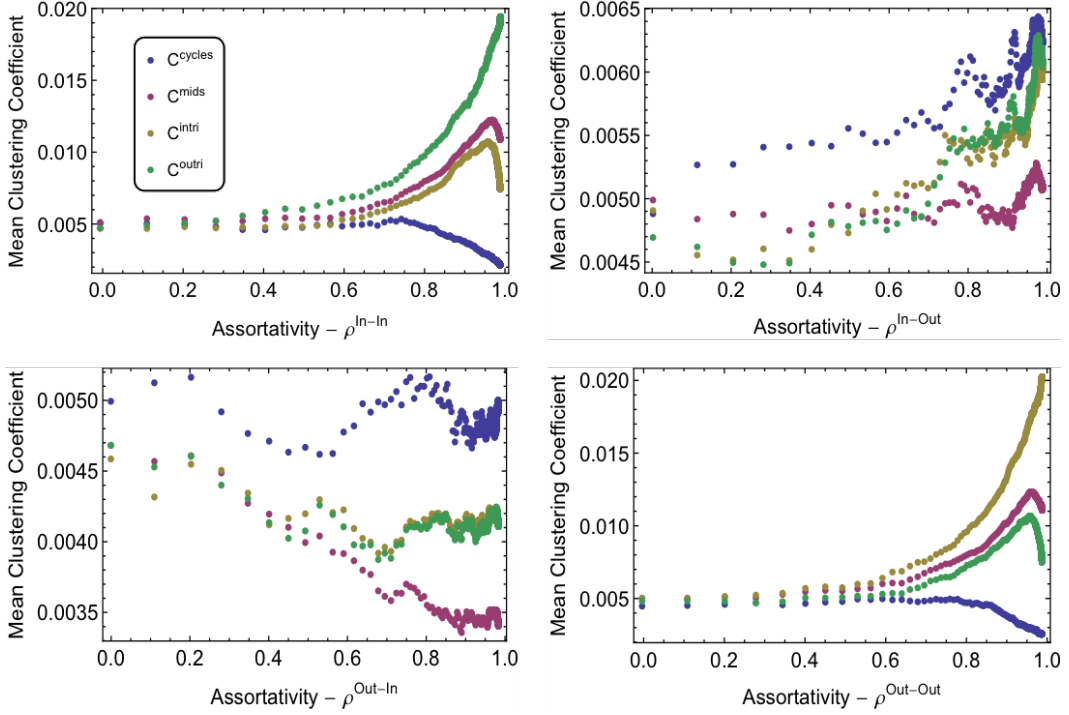 Mean Clustering Coefficient
0.020
0.015
0.010
0.005
C^cycles
C^mids
C^intri
C^outri
0.0 0.2 0.4 0.6 0.8 1.0
Assortativity – ρ^In–In
Mean Clustering Coefficient
0.0065
0.0060
0.0055
0.0050
0.0045
0.0 0.2 0.4 0.6 0.8 1.0
Assortativity – ρ^In–Out
Mean Clustering Coefficient
0.0050
0.0045
0.0040
0.0035
0.0 0.2 0.4 0.6 0.8 1.0
Assortativity – ρ^Out–In
Mean Clustering Coefficient
0.020
0.015
0.010
0.005
0.0 0.2 0.4 0.6 0.8 1.0
Assortativity – ρ^Out–Out